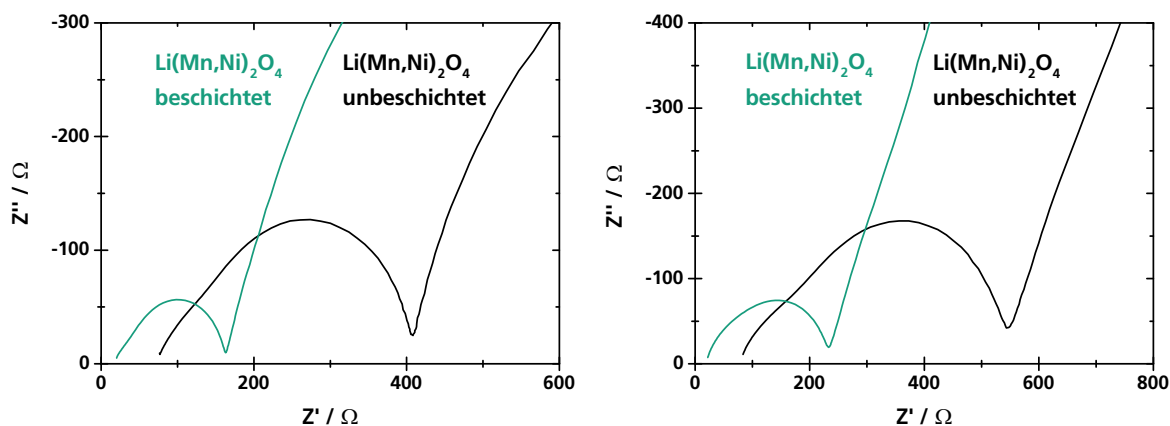 -300
-200
-100
0
Z'' / Ω
Li(Mn,Ni)₂O₄
beschichtet
Li(Mn,Ni)₂O₄
unbeschichtet
0 200 400 600
Z' / Ω
-400
-300
-200
-100
0
Z'' / Ω
Li(Mn,Ni)₂O₄
beschichtet
Li(Mn,Ni)₂O₄
unbeschichtet
0 200 400 600 800
Z' / Ω